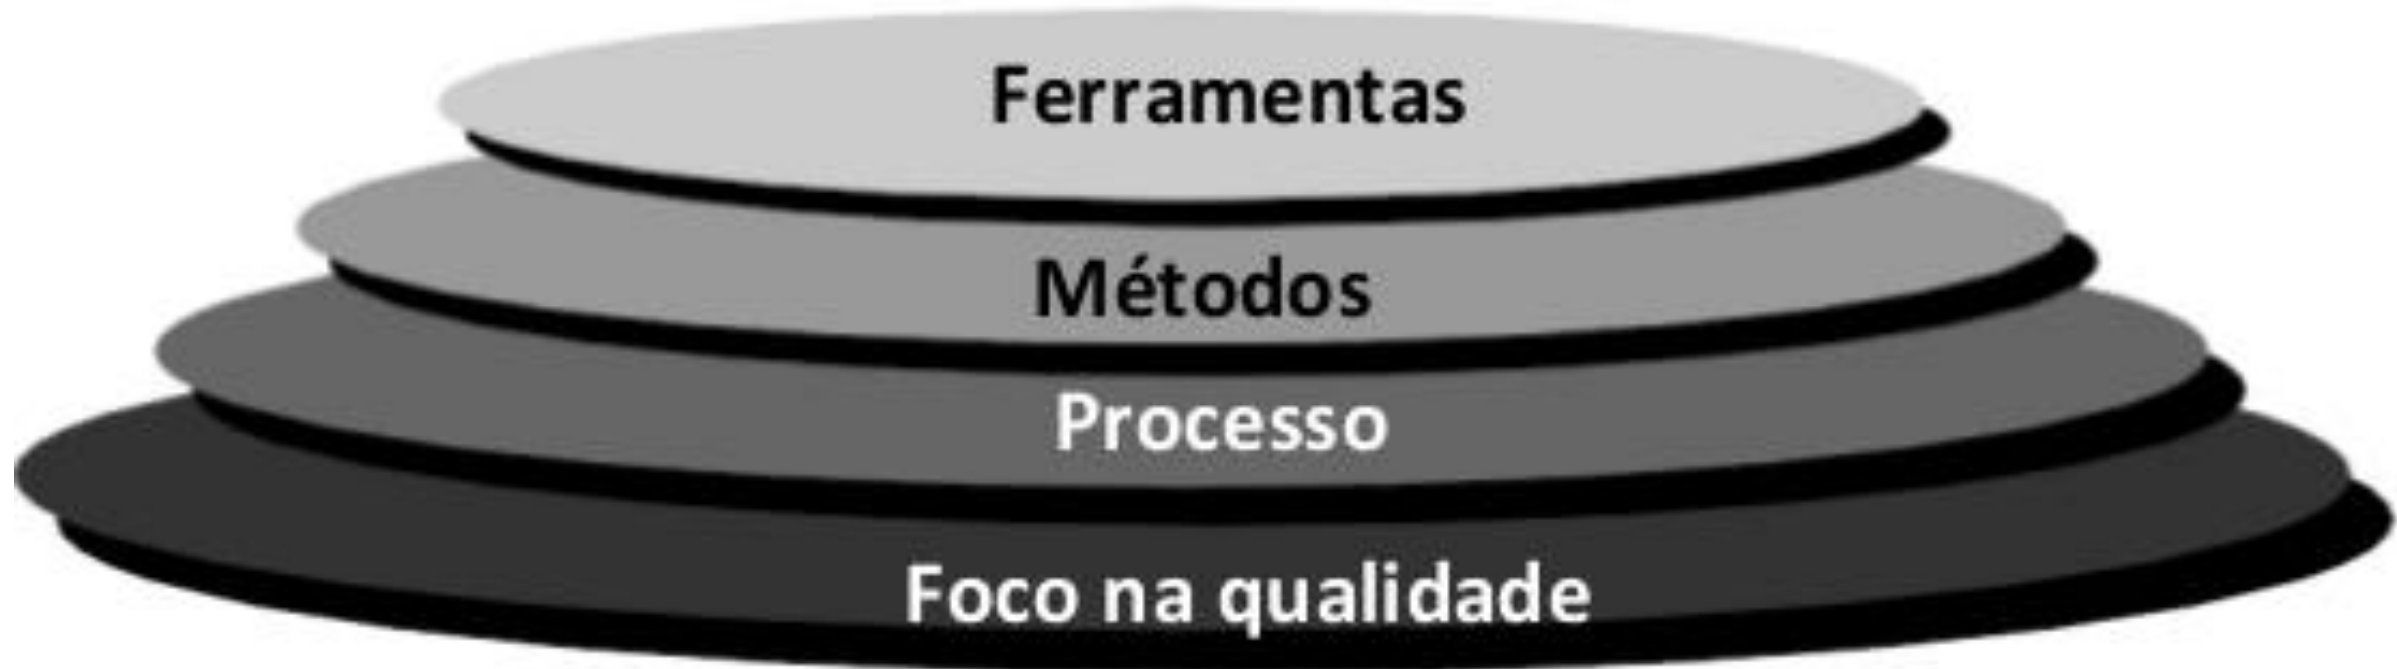 Ferramentas
Métodos
Processo
Foco na qualidade